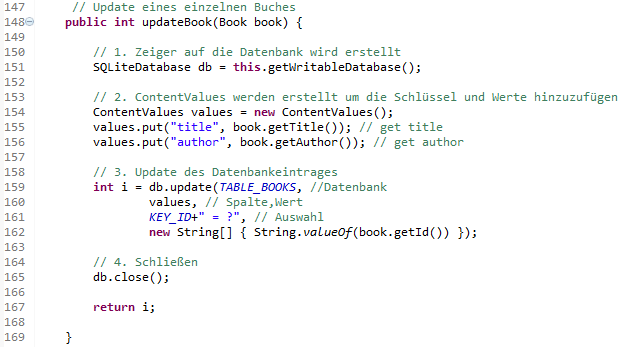 147 // Update eines einzelnen Buches
148 public int updateBook(Book book) {
149
150 // 1. Zeiger auf die Datenbank wird erstellt
151 SQLiteDatabase db = this.getWritableDatabase();
152
153 // 2. ContentValues werden erstellt um die Schlüssel und Werte hinzuzufügen
154 ContentValues values = new ContentValues();
155 values.put("title", book.getTitle()); // get title
156 values.put("author", book.getAuthor()); // get author
157
158 // 3. Update des Datenbankeintrages
159 int i = db.update(TABLE_BOOKS, //Datenbank
160 values, // Spalte,Wert
161 KEY_ID+" = ?", // Auswahl
162 new String[] { String.valueOf(book.getId()) });
163
164 // 4. Schließen
165 db.close();
166
167 return i;
168
169 }